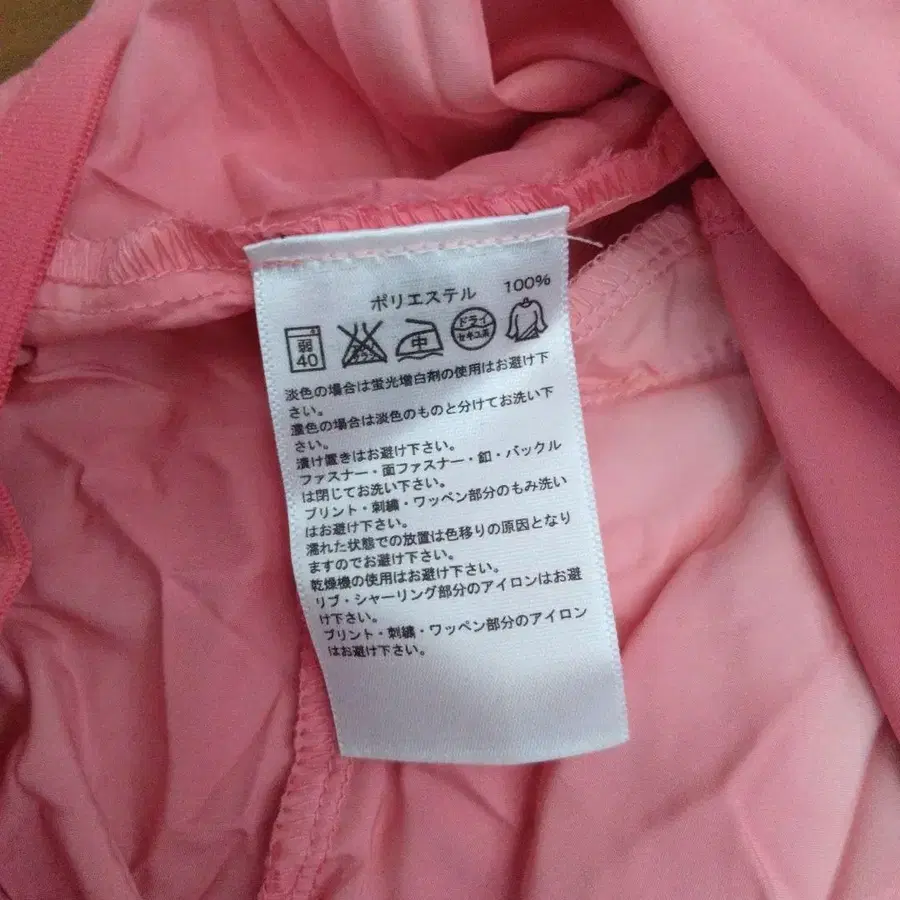 ポリエステル 100%
弱 40 エンソ サラシ 中 ドライ セキユ系
淡色の場合は蛍光増白剤の使用はお避け下
さい。
濃色の場合は淡色のものと分けてお洗い下
さい。
漬け置きはお避け下さい。
ファスナー・面ファスナー・釦・バックル
は閉じてお洗い下さい。
プリント・刺繍・ワッペン部分のもみ洗い
はお避け下さい。
濡れた状態での放置は色移りの原因となり
ますのでお避け下さい。
乾燥機の使用はお避け下さい。
リブ・シャーリング部分のアイロンはお避
け下さい。
プリント・刺繍・ワッペン部分のアイロン
はお避け下さい。